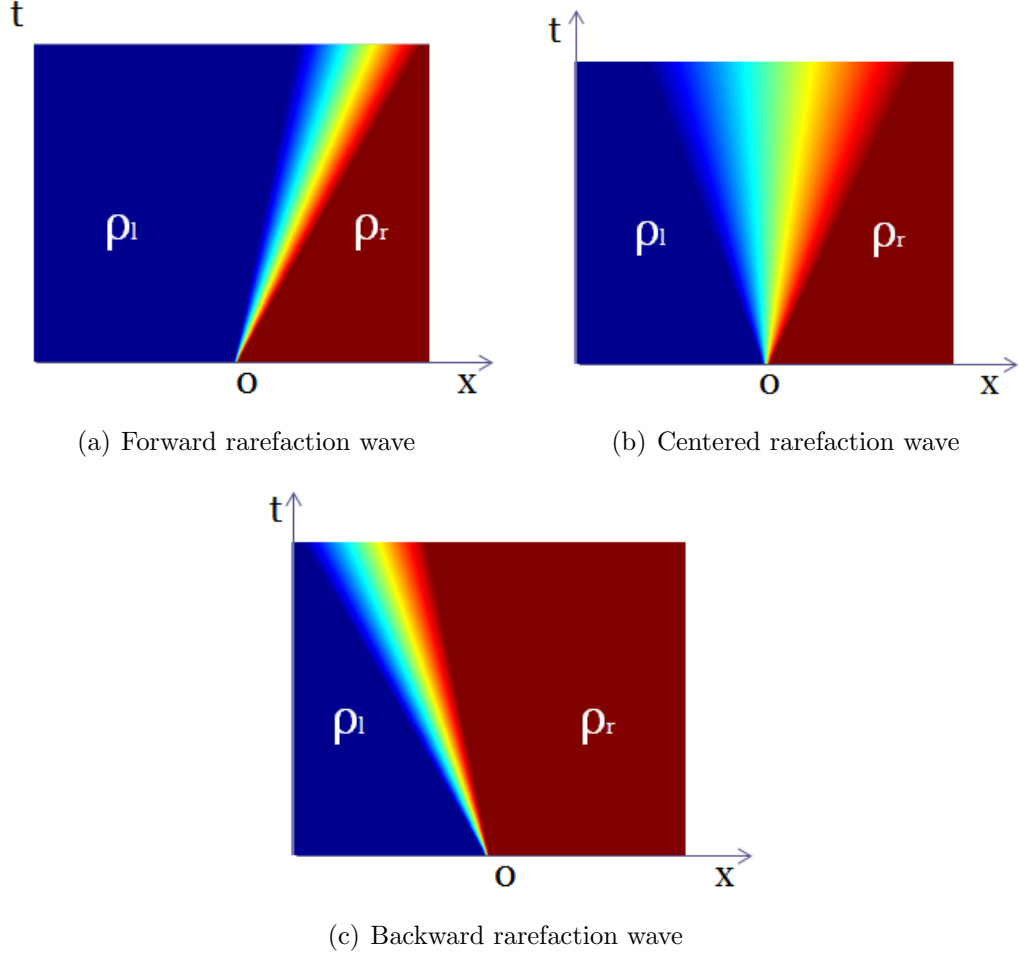 t
ρl
ρr
O
x
(a) Forward rarefaction wave
t
ρl
ρr
O
x
(b) Centered rarefaction wave
t
ρl
ρr
O
x
(c) Backward rarefaction wave